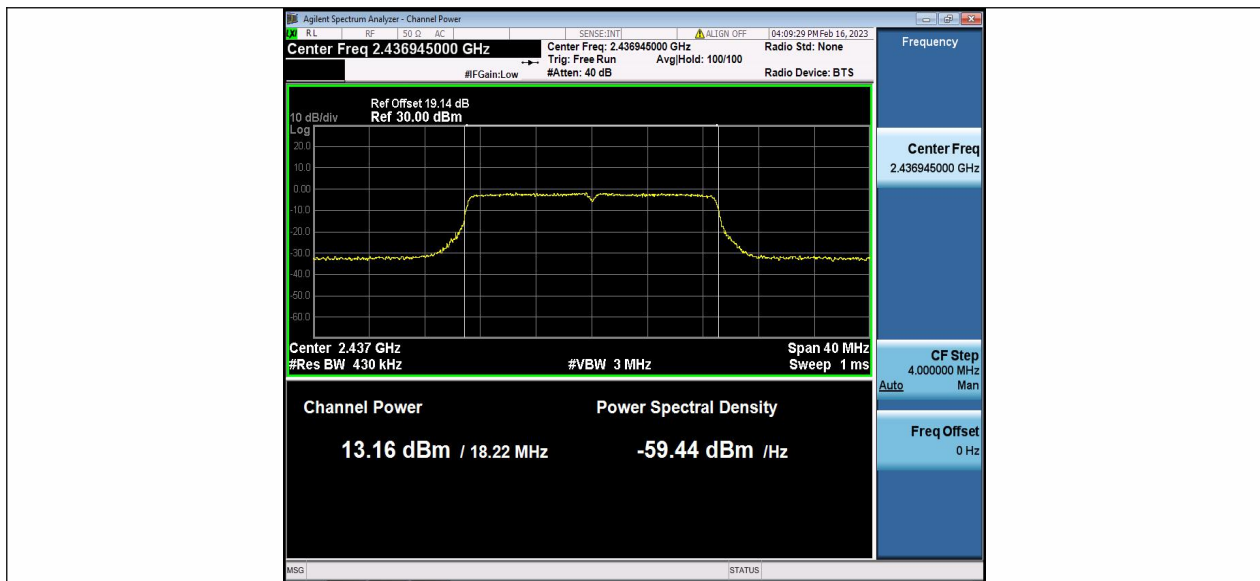 Agilent Spectrum Analyzer - Channel Power
RL RF 50 Ω AC SENSE:INT ALIGN OFF 04:09:29 PM Feb 16, 2023
Center Freq 2.436945000 GHz
Center Freq: 2.436945000 GHz
Radio Std: None
Trig: Free Run Avg|Hold: 100/100
#IFGain:Low
#Atten: 40 dB
Radio Device: BTS
Ref Offset 19.14 dB
10 dB/div Ref 30.00 dBm
Log
20.0
10.0
0.00
-10.0
-20.0
-30.0
-40.0
-50.0
-60.0
Center 2.437 GHz Span 40 MHz
#Res BW 430 kHz #VBW 3 MHz Sweep 1 ms
Channel Power Power Spectral Density
13.16 dBm / 18.22 MHz -59.44 dBm /Hz
MSG STATUS
Frequency
Center Freq
2.436945000 GHz
CF Step
4.000000 MHz
Auto Man
Freq Offset
0 Hz